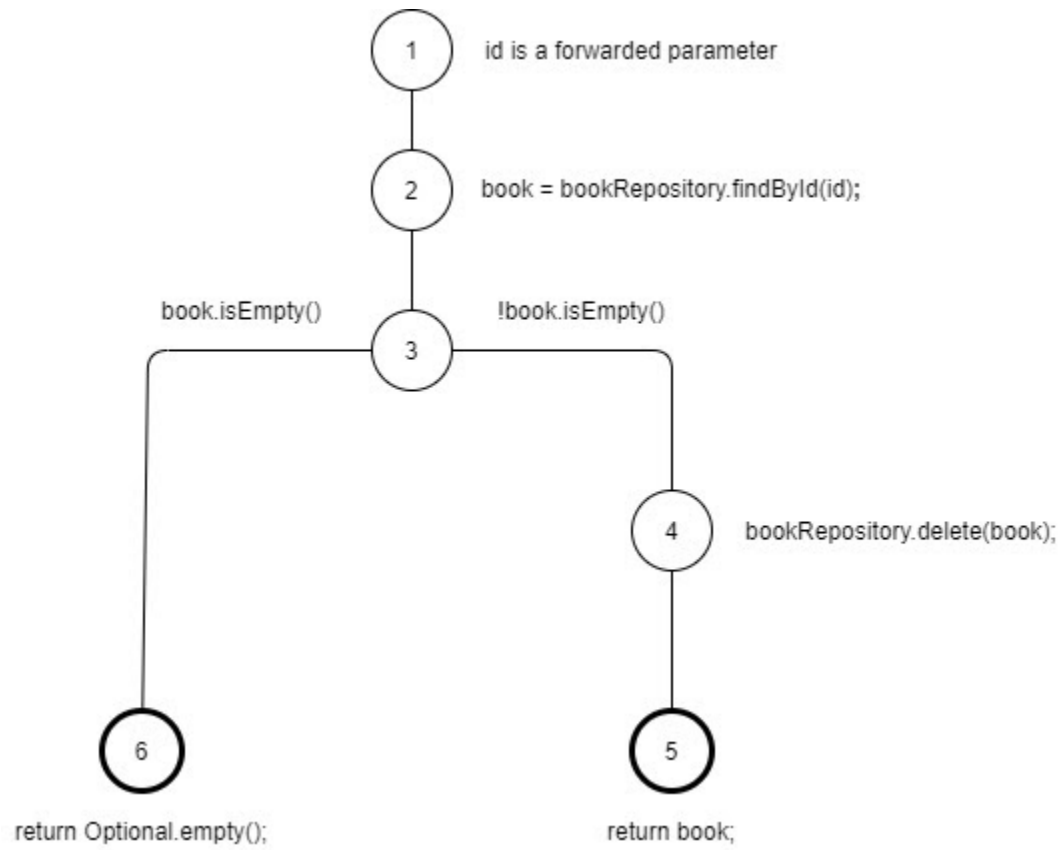 1
id is a forwarded parameter
2
book = bookRepository.findById(id);
book.isEmpty()
!book.isEmpty()
3
4
bookRepository.delete(book);
6
5
return Optional.empty();
return book;